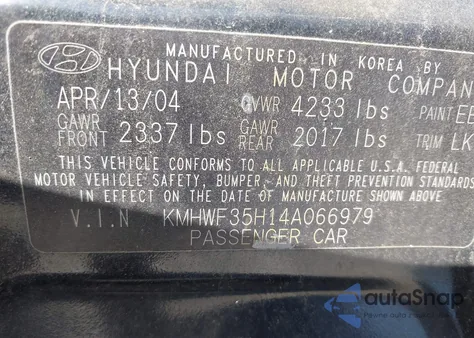 MANUFACTURED IN KOREA BY
HYUNDAI MOTOR COMPAN
APR/13/04 GVWR 4233 lbs PAINT EB
GAWR FRONT 2337 lbs GAWR REAR 2017 lbs TRIM LK
THIS VEHICLE CONFORMS TO ALL APPLICABLE U.S.A. FEDERAL
MOTOR VEHICLE SAFETY, BUMPER, AND THEFT PREVENTION STANDARDS
IN EFFECT ON THE DATE OF MANUFACTURE SHOWN ABOVE.
V.I.N KMHWF35H14A066979
PASSENGER CAR
autoSnap